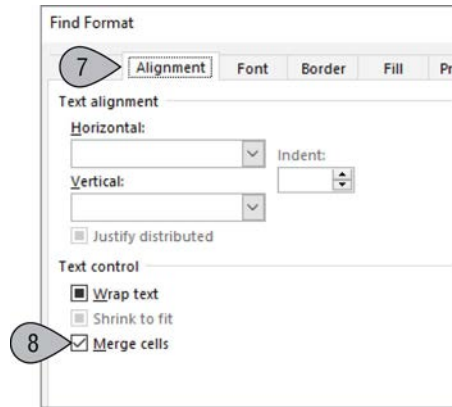 Find Format
7 Alignment Font Border Fill Pr
Text alignment
Horizontal:
Indent:
Vertical:
Justify distributed
Text control
Wrap text
Shrink to fit
8 Merge cells